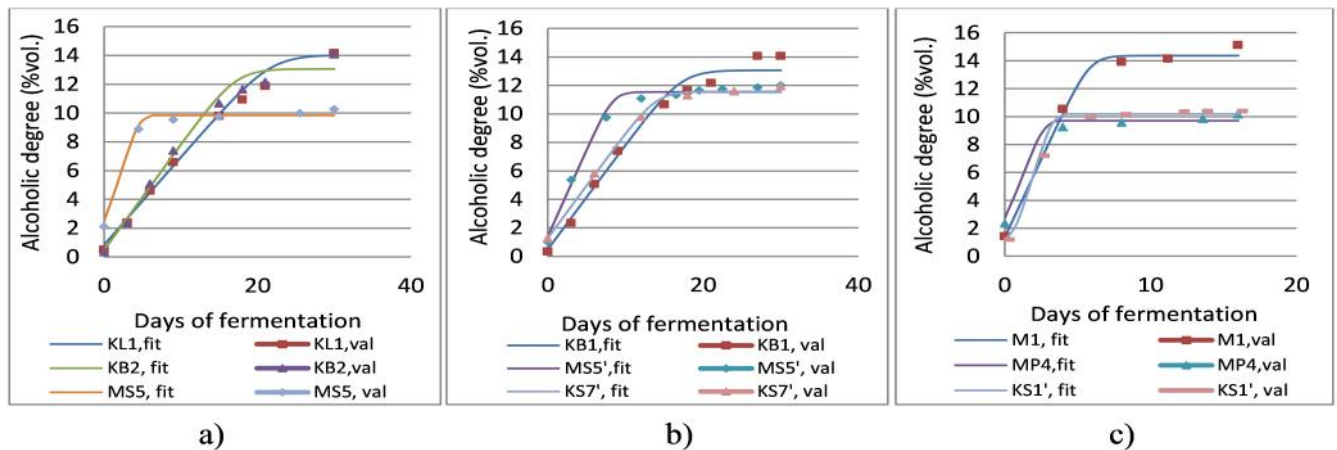 Alcoholic degree (%vol.)
16
14
12
10
8
6
4
2
0
0
20
40
Days of fermentation
KL1,fit
KL1,val
KB2, fit
KB2,val
MS5, fit
MS5, val
a)
Alcoholic degree (%vol.)
16
14
12
10
8
6
4
2
0
0
20
40
Days of fermentation
KB1,fit
KB1, val
MS5',fit
MS5', val
KS7', fit
KS7', val
b)
Alcoholic degree (%vol.)
16
14
12
10
8
6
4
2
0
0
10
20
Days of fermentation
M1, fit
M1,val
MP4,fit
MP4,val
KS1', fit
KS1', val
c)